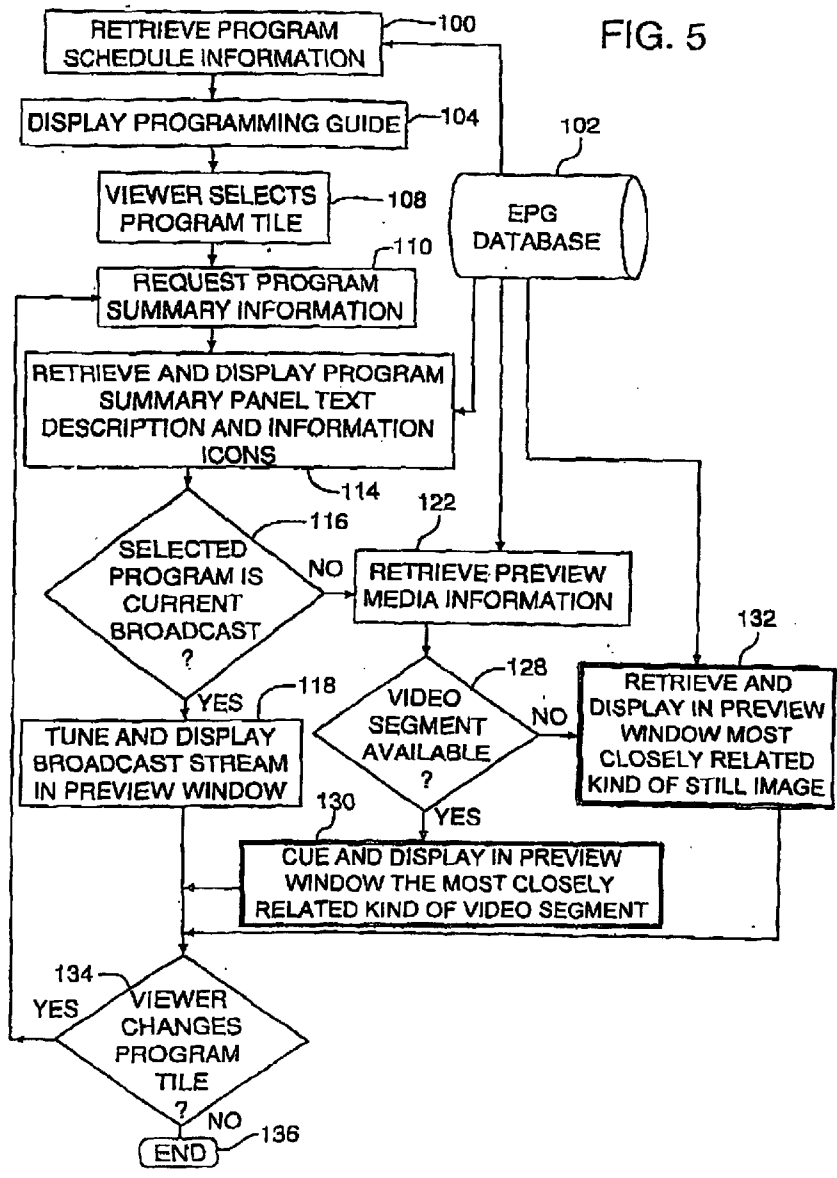 FIG. 5
RETRIEVE PROGRAM
SCHEDULE INFORMATION
100
DISPLAY PROGRAMMING GUIDE
104
102
EPG
DATABASE
VIEWER SELECTS
PROGRAM TILE
108
110
REQUEST PROGRAM
SUMMARY INFORMATION
RETRIEVE AND DISPLAY PROGRAM
SUMMARY PANEL TEXT
DESCRIPTION AND INFORMATION
ICONS
114
116
SELECTED
PROGRAM IS
CURRENT
BROADCAST
?
NO
YES
122
RETRIEVE PREVIEW
MEDIA INFORMATION
118
TUNE AND DISPLAY
BROADCAST STREAM
IN PREVIEW WINDOW
128
VIDEO
SEGMENT
AVAILABLE
?
NO
YES
132
RETRIEVE AND
DISPLAY IN PREVIEW
WINDOW MOST
CLOSELY RELATED
KIND OF STILL IMAGE
130
CUE AND DISPLAY IN PREVIEW
WINDOW THE MOST CLOSELY
RELATED KIND OF VIDEO SEGMENT
134
YES
VIEWER
CHANGES
PROGRAM
TILE
?
NO
END
136